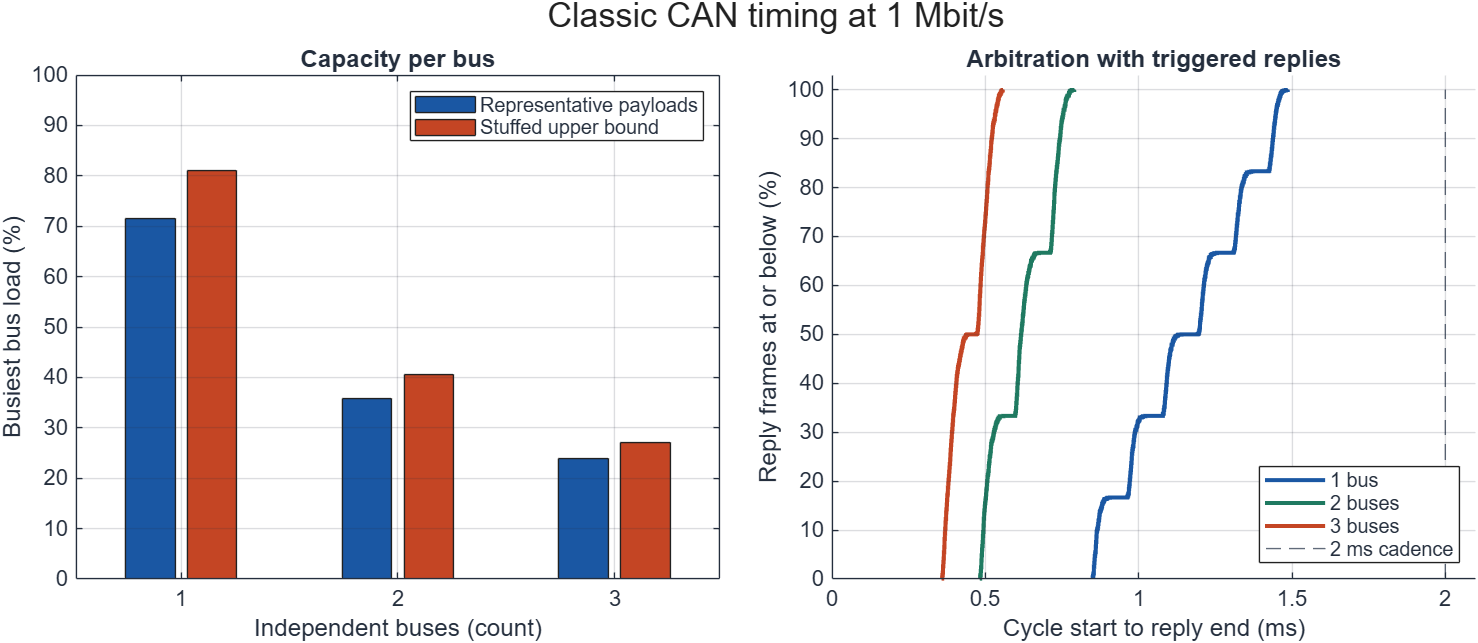 Classic CAN timing at 1 Mbit/s
Capacity per bus
100
90
80
70
60
50
40
30
20
10
0
Busiest bus load (%)
Representative payloads
Stuffed upper bound
1
2
3
Independent buses (count)
Arbitration with triggered replies
100
90
80
70
60
50
40
30
20
10
0
Reply frames at or below (%)
1 bus
2 buses
3 buses
2 ms cadence
0
0.5
1
1.5
2
Cycle start to reply end (ms)